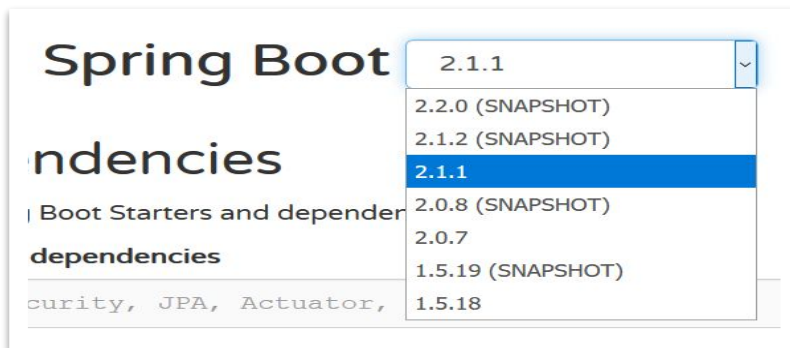 Spring Boot 2.1.1
2.2.0 (SNAPSHOT)
2.1.2 (SNAPSHOT)
2.1.1
2.0.8 (SNAPSHOT)
2.0.7
1.5.19 (SNAPSHOT)
1.5.18
ndencies
Boot Starters and depender
dependencies
curity, JPA, Actuator,